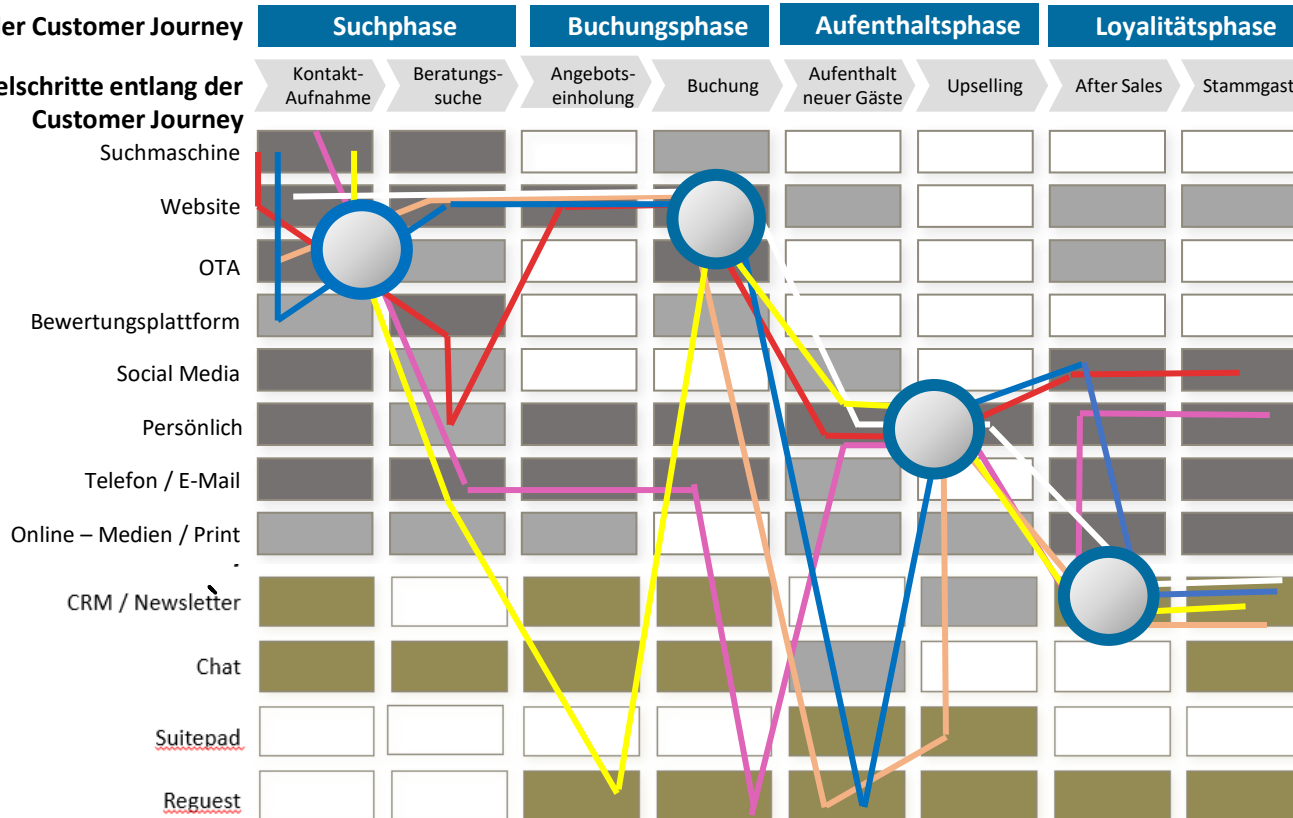 der Customer Journey
Suchphase
Buchungsphase
Aufenthaltsphase
Loyalitätsphase
elschritte entlang der
Customer Journey
Kontakt-
Aufnahme
Beratungs-
suche
Angebots-
einholung
Buchung
Aufenthalt
neuer Gäste
Upselling
After Sales
Stammgast
Suchmaschine
Website
OTA
Bewertungsplattform
Social Media
Persönlich
Telefon / E-Mail
Online – Medien / Print
CRM / Newsletter
Chat
Suitepad
Reguest